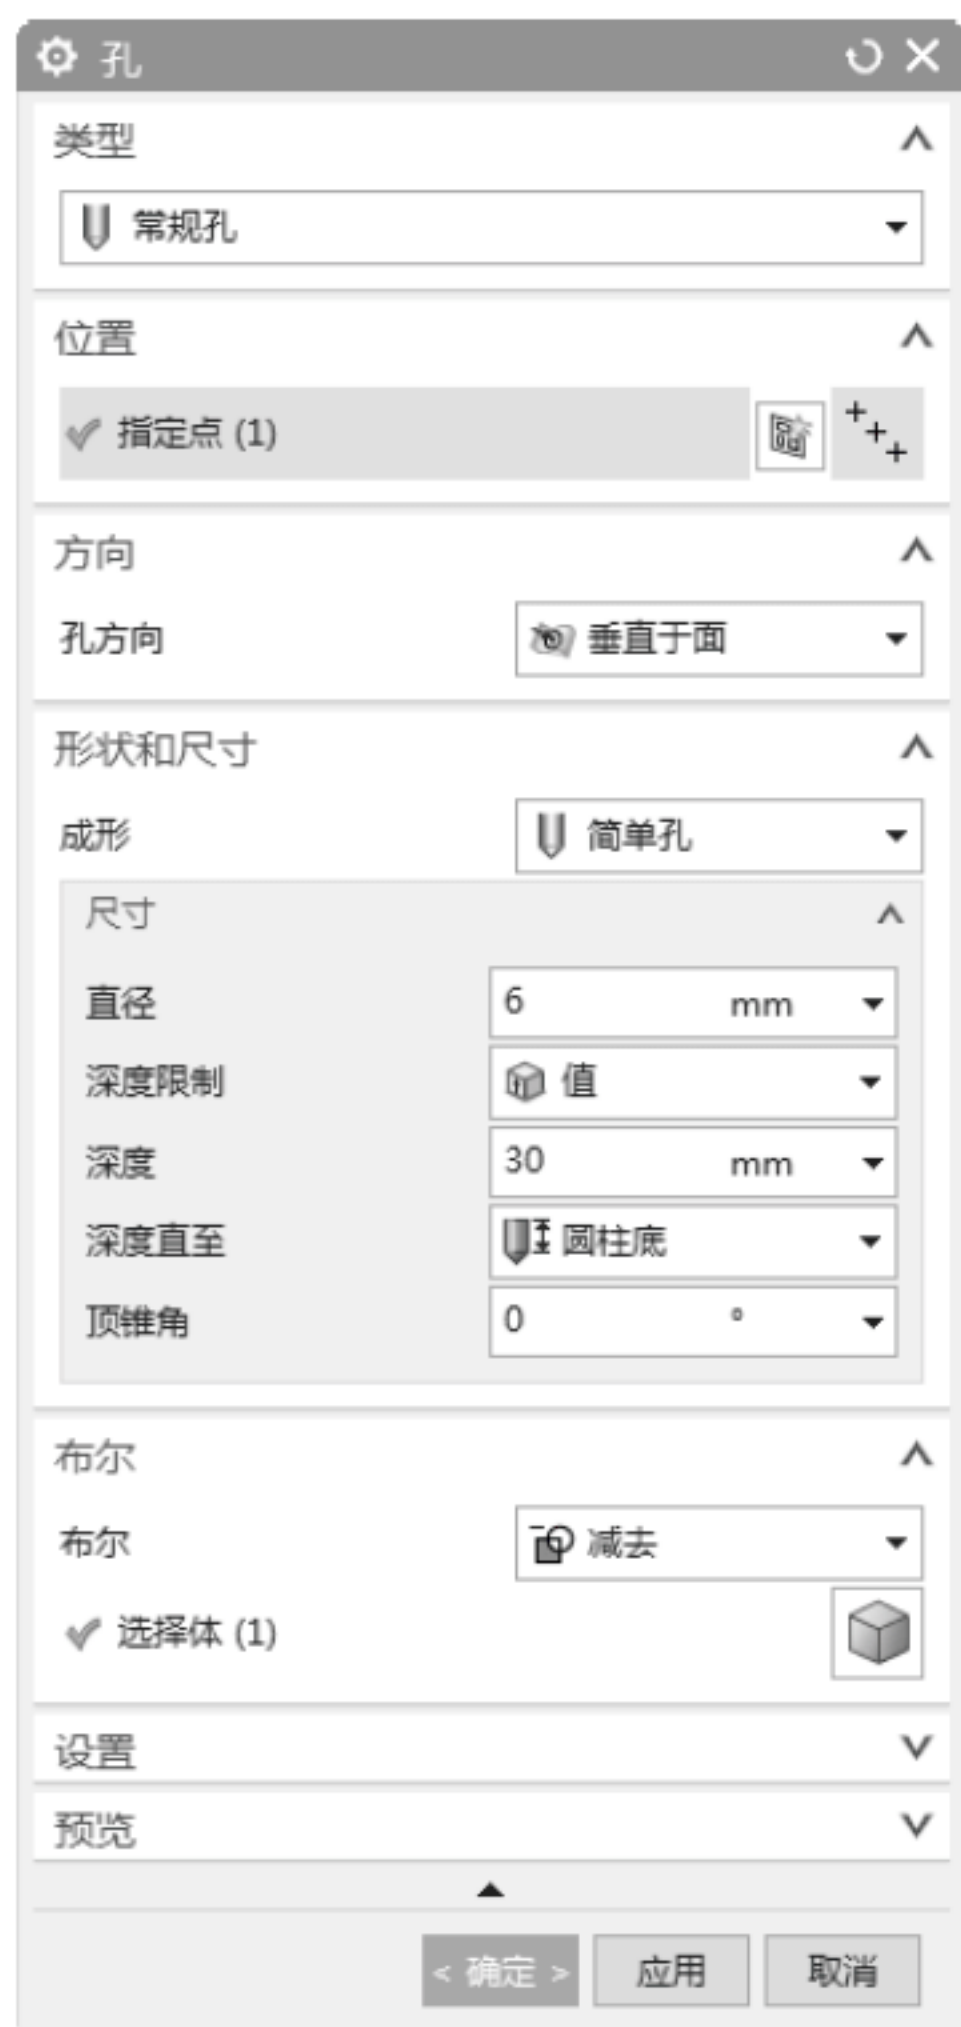 孔
类型
常规孔
位置
指定点 (1)
方向
孔方向 垂直于面
形状和尺寸
成形 简单孔
尺寸
直径 6 mm
深度限制 值
深度 30 mm
深度直至 圆柱底
顶锥角 0 °
布尔
布尔 减去
选择体 (1)
设置
预览
< 确定 > 应用 取消